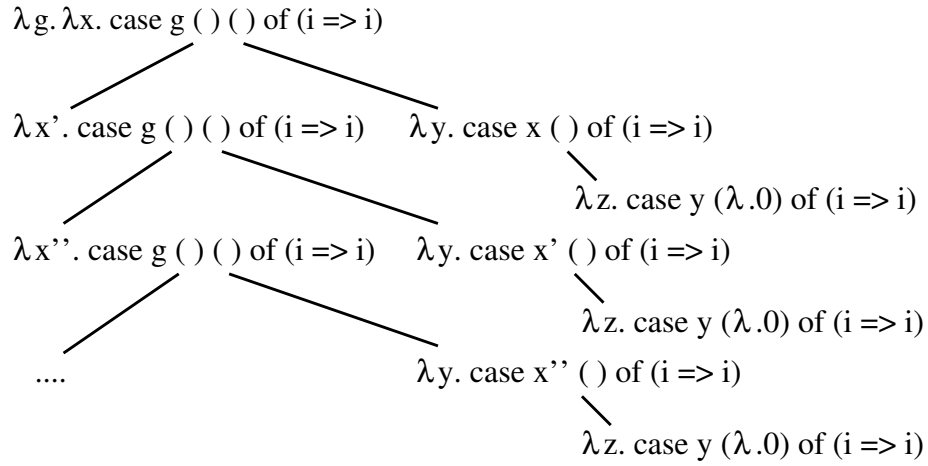 λg. λx. case g ( ) ( ) of (i => i)
λx'. case g ( ) ( ) of (i => i) λy. case x ( ) of (i => i)
λz. case y (λ.0) of (i => i)
λx''. case g ( ) ( ) of (i => i) λy. case x' ( ) of (i => i)
λz. case y (λ.0) of (i => i)
.... λy. case x'' ( ) of (i => i)
λz. case y (λ.0) of (i => i)